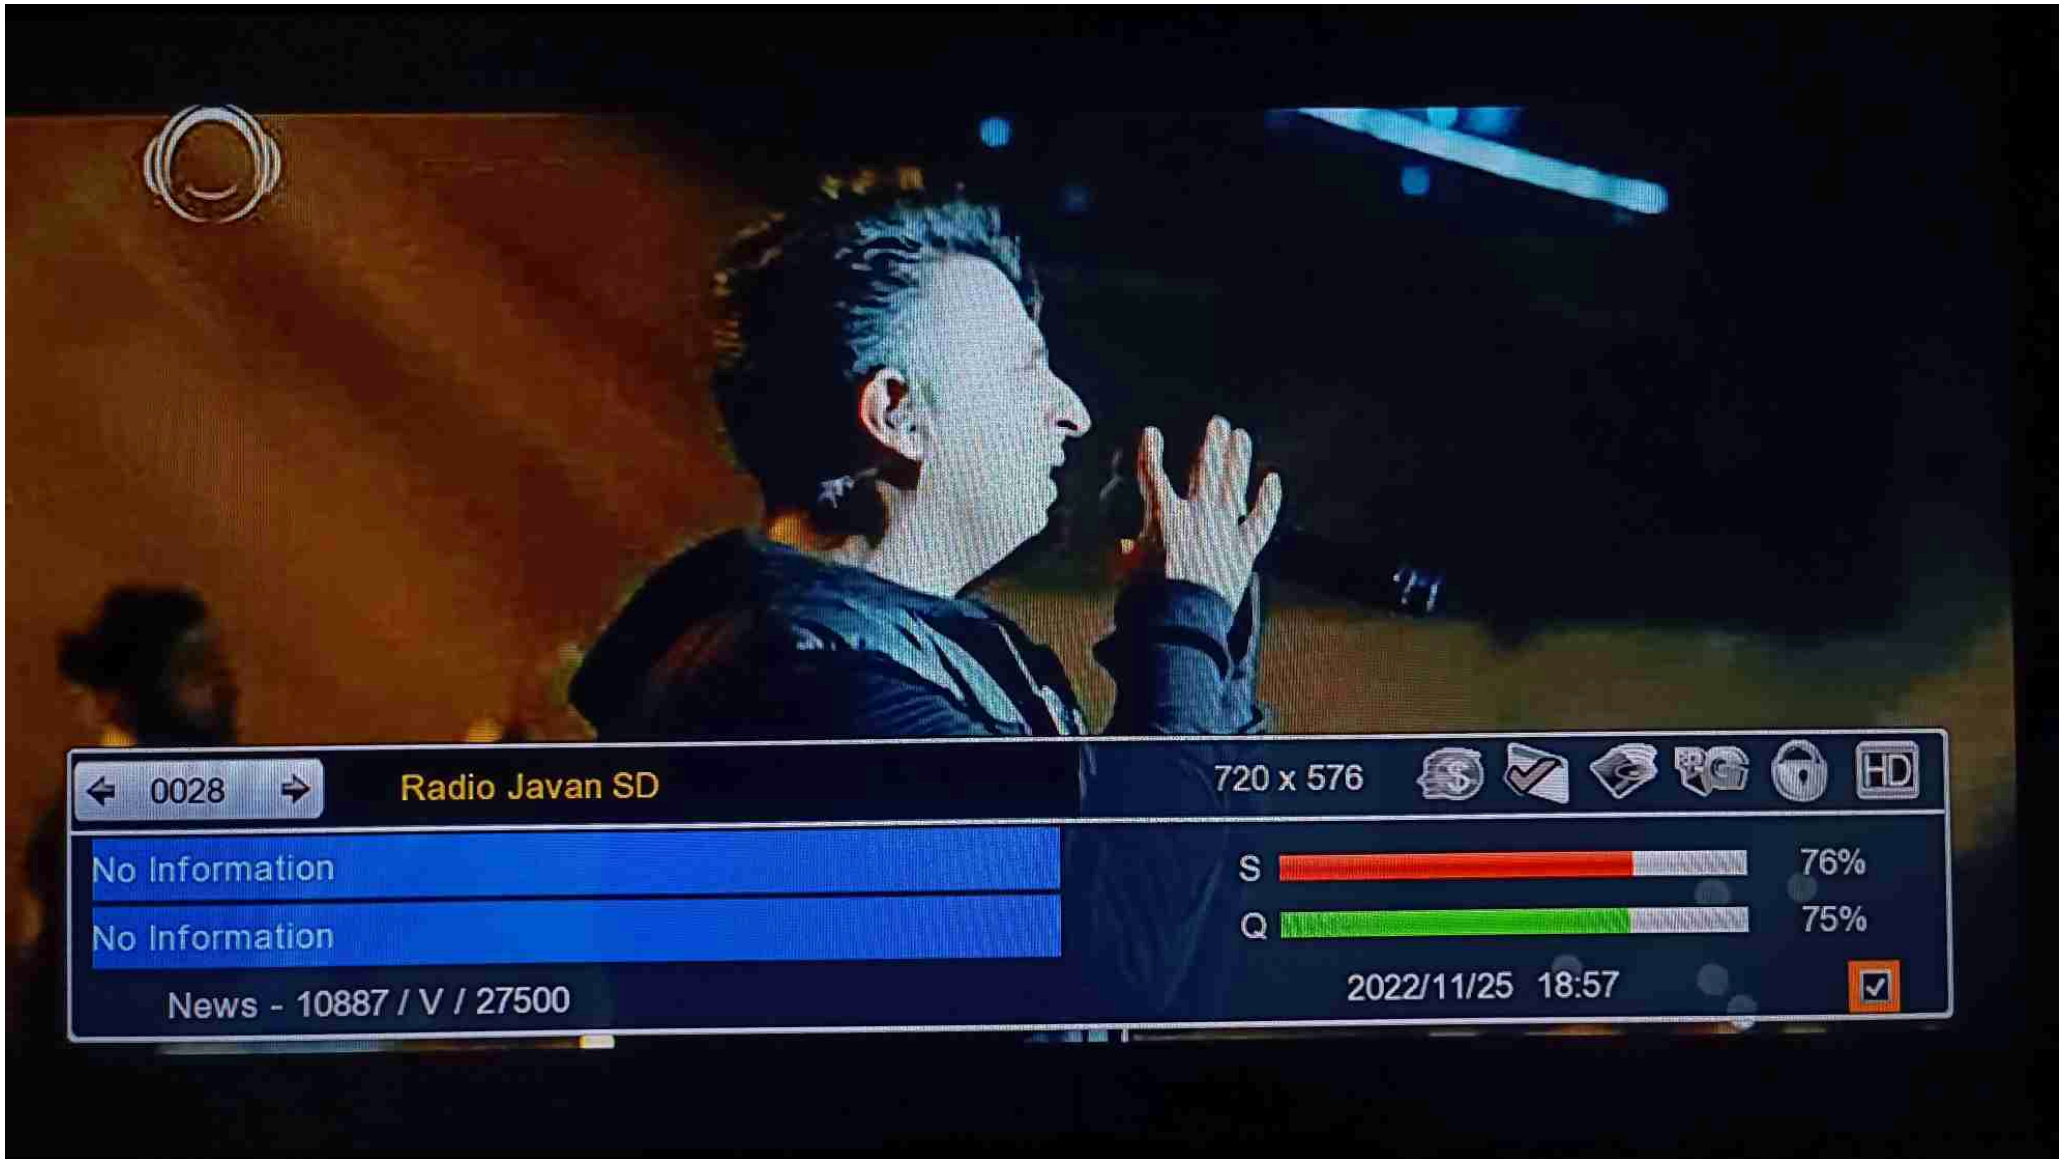 0028
Radio Javan SD
720 x 576
$
EPG
HD
No Information
No Information
S 76%
Q 75%
News - 10887 / V / 27500
2022/11/25 18:57